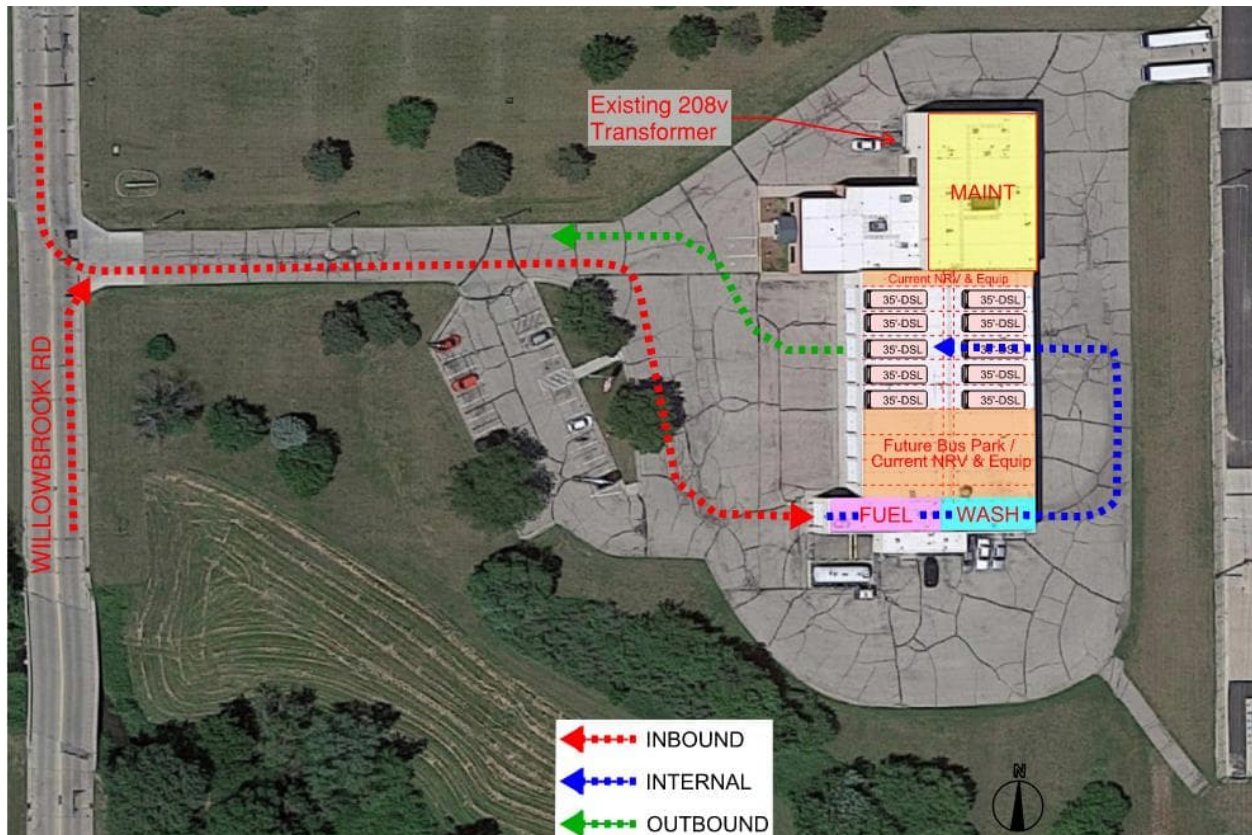 Existing 208v
Transformer
MAINT
Current NRV & Equip
35'-DSL
35'-DSL
35'-DSL
35'-DSL
35'-DSL
35'-DSL
35'-DSL
35'-DSL
35'-DSL
35'-DSL
Future Bus Park /
Current NRV & Equip
FUEL
WASH
WILLOWBROOK RD
INBOUND
INTERNAL
OUTBOUND
N